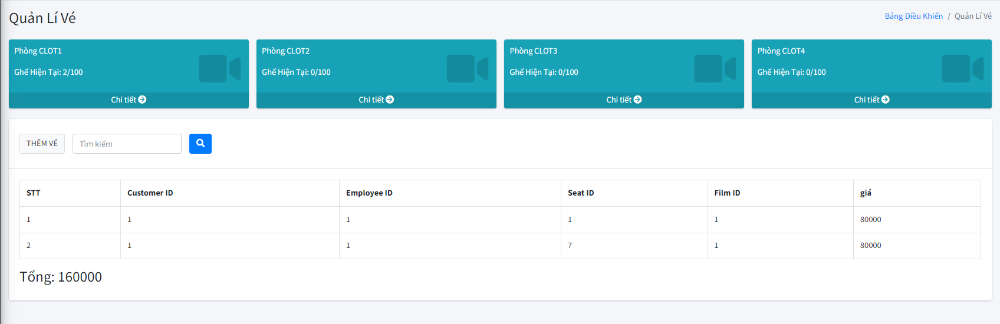 Quản Lí Vé
Bảng Điều Khiển / Quản Lí Vé
Phòng CLOT1
Ghế Hiện Tại: 2/100
Chi tiết
Phòng CLOT2
Ghế Hiện Tại: 0/100
Chi tiết
Phòng CLOT3
Ghế Hiện Tại: 0/100
Chi tiết
Phòng CLOT4
Ghế Hiện Tại: 0/100
Chi tiết
THÊM VÉ Tìm kiếm
STT Customer ID Employee ID Seat ID Film ID giá
1 1 1 1 1 80000
2 1 1 7 1 80000
Tổng: 160000